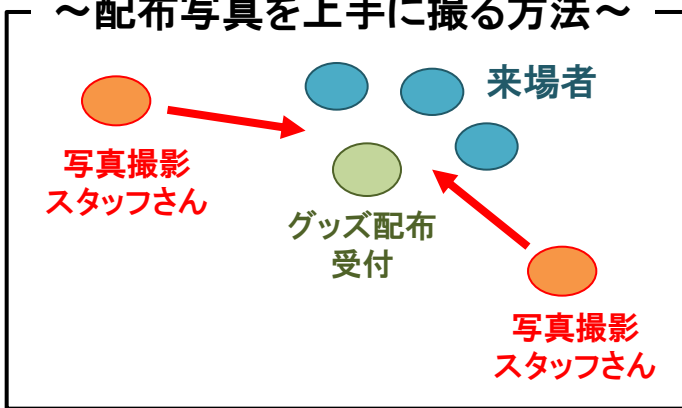 ～配布写真を上手に撮る方法～
来場者
写真撮影
スタッフさん
グッズ配布
受付
写真撮影
スタッフさん